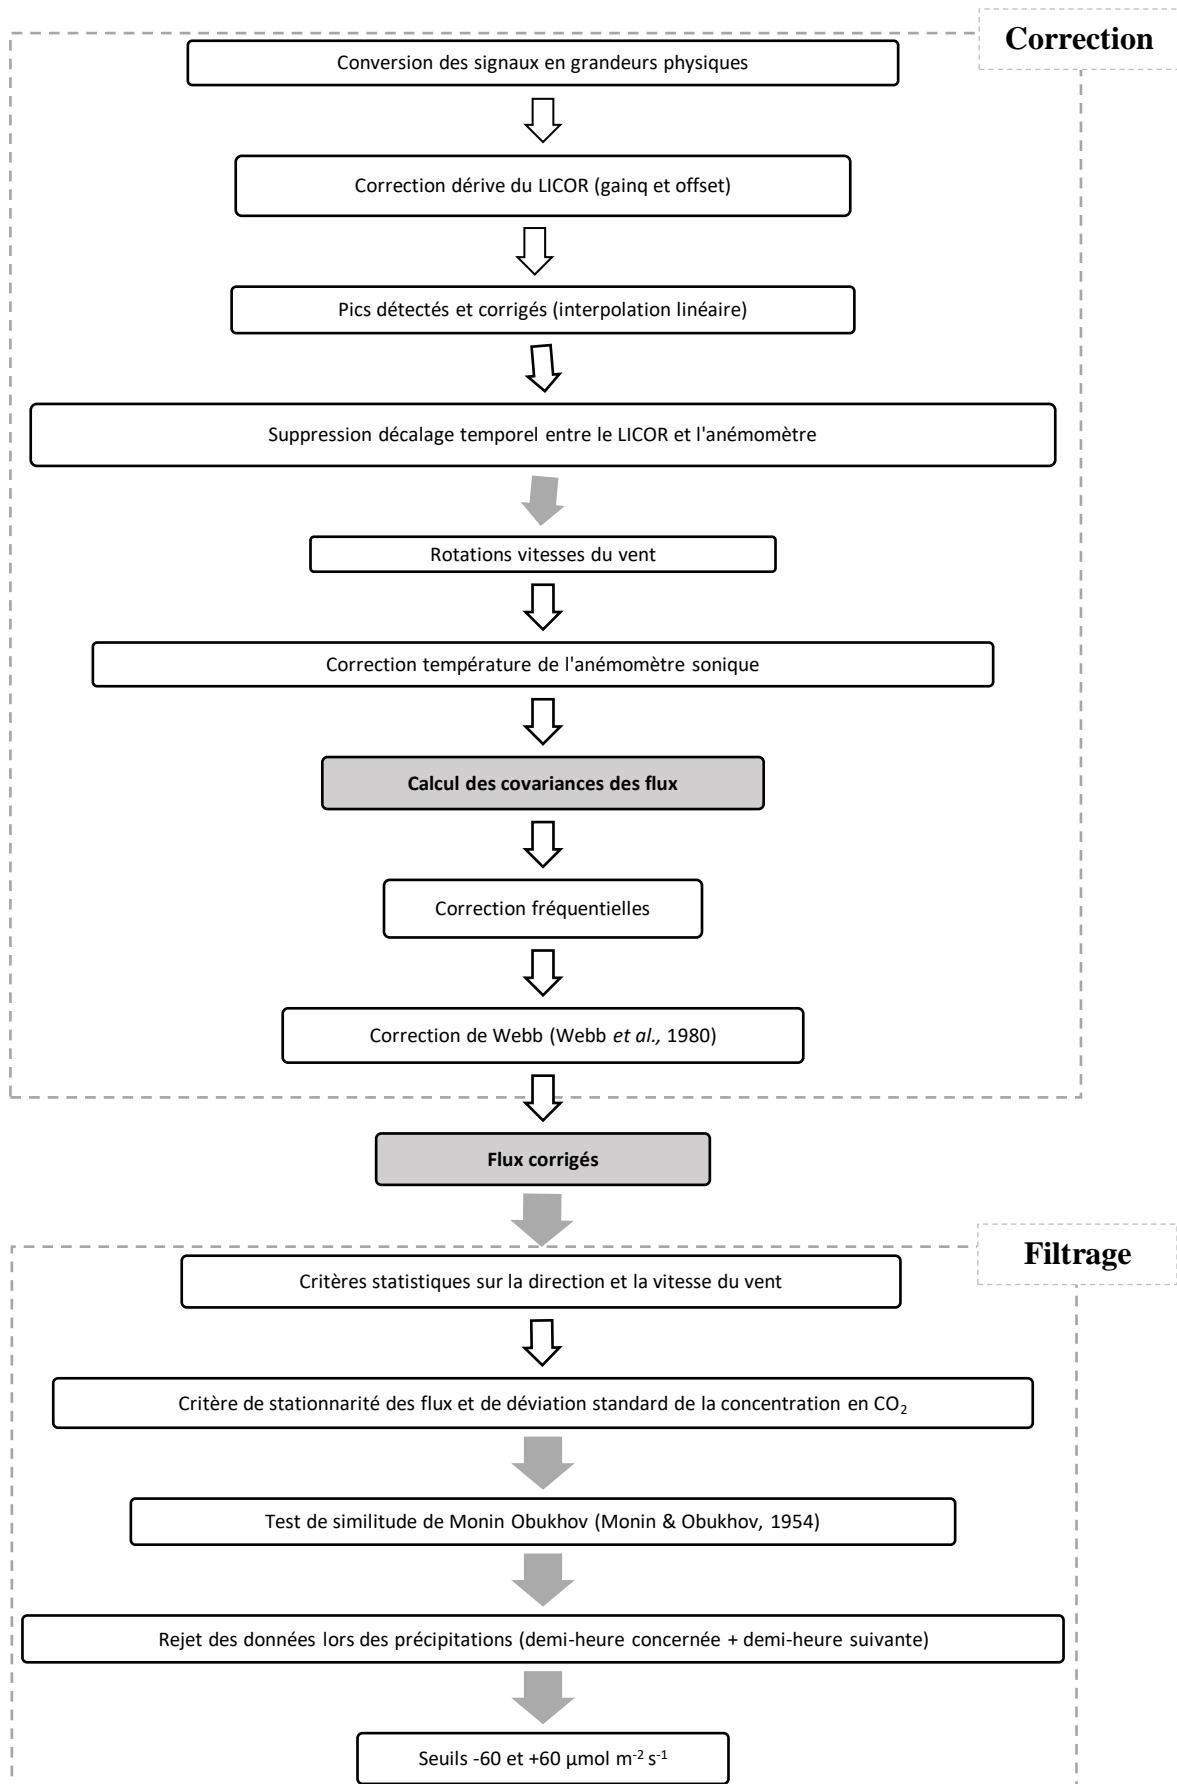 Correction
Conversion des signaux en grandeurs physiques
Correction dérive du LICOR (gainq et offset)
Pics détectés et corrigés (interpolation linéaire)
Suppression décalage temporel entre le LICOR et l'anémomètre
Rotations vitesses du vent
Correction température de l'anémomètre sonique
Calcul des covariances des flux
Correction fréquentielles
Correction de Webb (Webb et al., 1980)
Flux corrigés
Filtrage
Critères statistiques sur la direction et la vitesse du vent
Critère de stationnarité des flux et de déviation standard de la concentration en CO₂
Test de similitude de Monin Obukhov (Monin & Obukhov, 1954)
Rejet des données lors des précipitations (demi-heure concernée + demi-heure suivante)
Seuils -60 et +60 µmol m⁻² s⁻¹